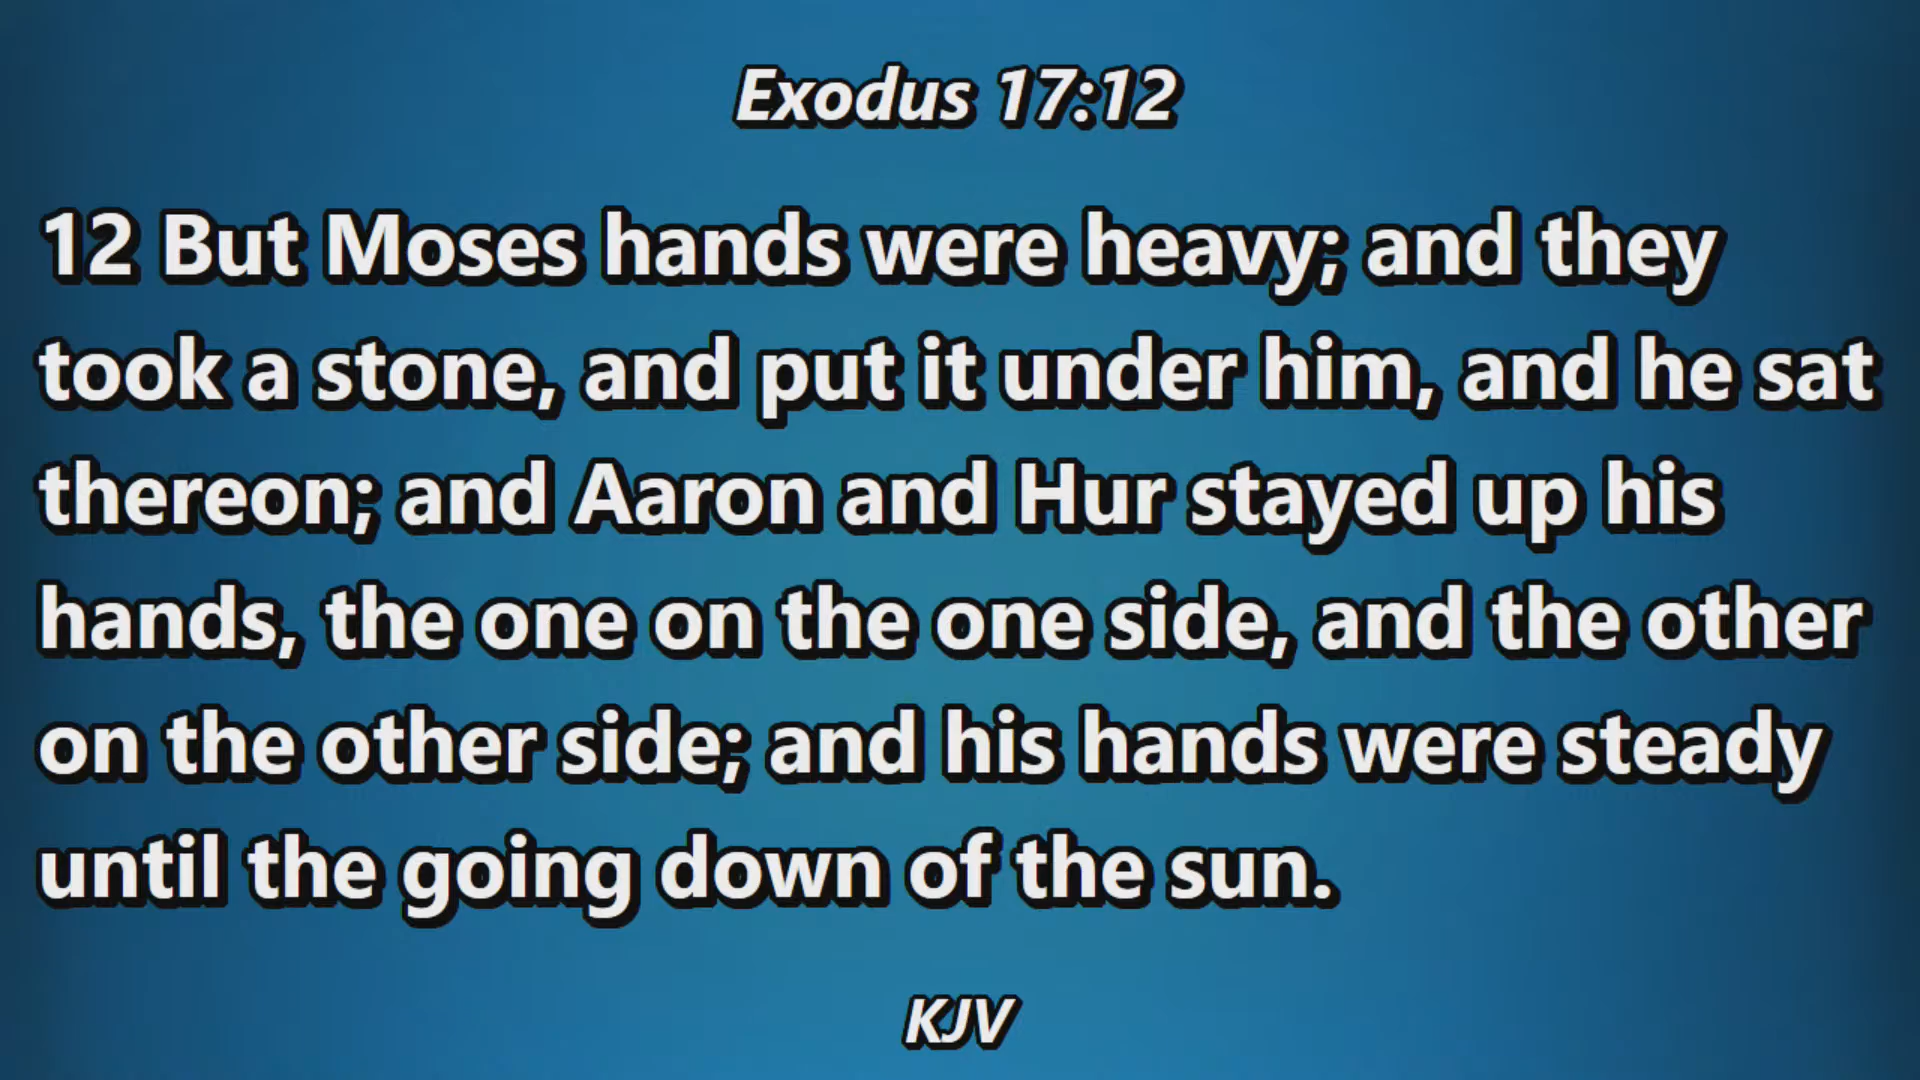 Exodus 17:12
12 But Moses hands were heavy; and they
took a stone, and put it under him, and he sat
thereon; and Aaron and Hur stayed up his
hands, the one on the one side, and the other
on the other side; and his hands were steady
until the going down of the sun.
KJV